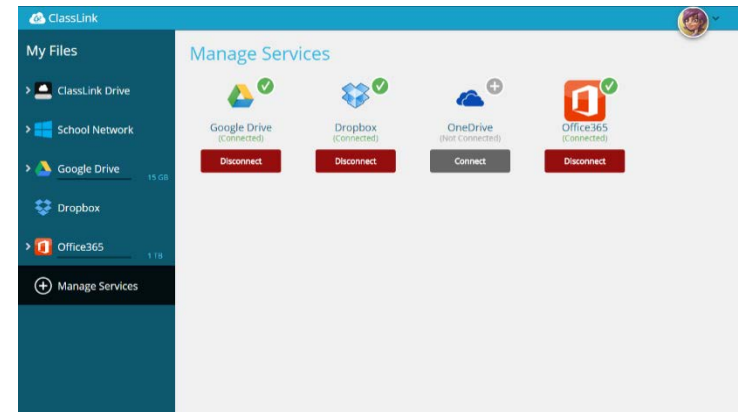 ClassLink
My Files
ClassLink Drive
School Network
Google Drive
15 GB
Dropbox
Office365
1 TB
Manage Services
Manage Services
Google Drive
(Connected)
Disconnect
Dropbox
(Connected)
Disconnect
OneDrive
(Not Connected)
Connect
Office365
(Connected)
Disconnect